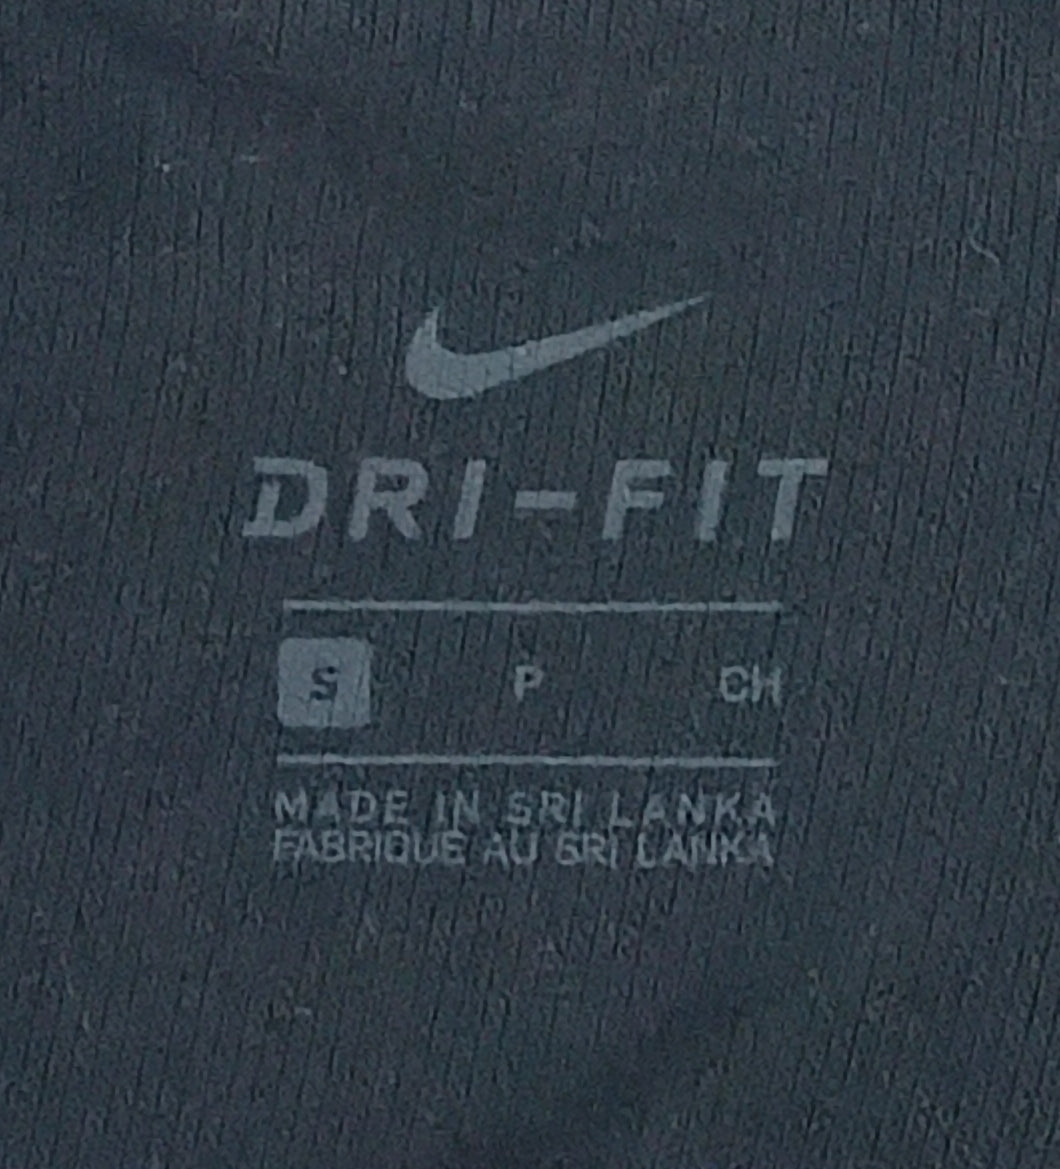 DRI-FIT
S P CH
MADE IN SRI LANKA
FABRIQUE AU SRI LANKA